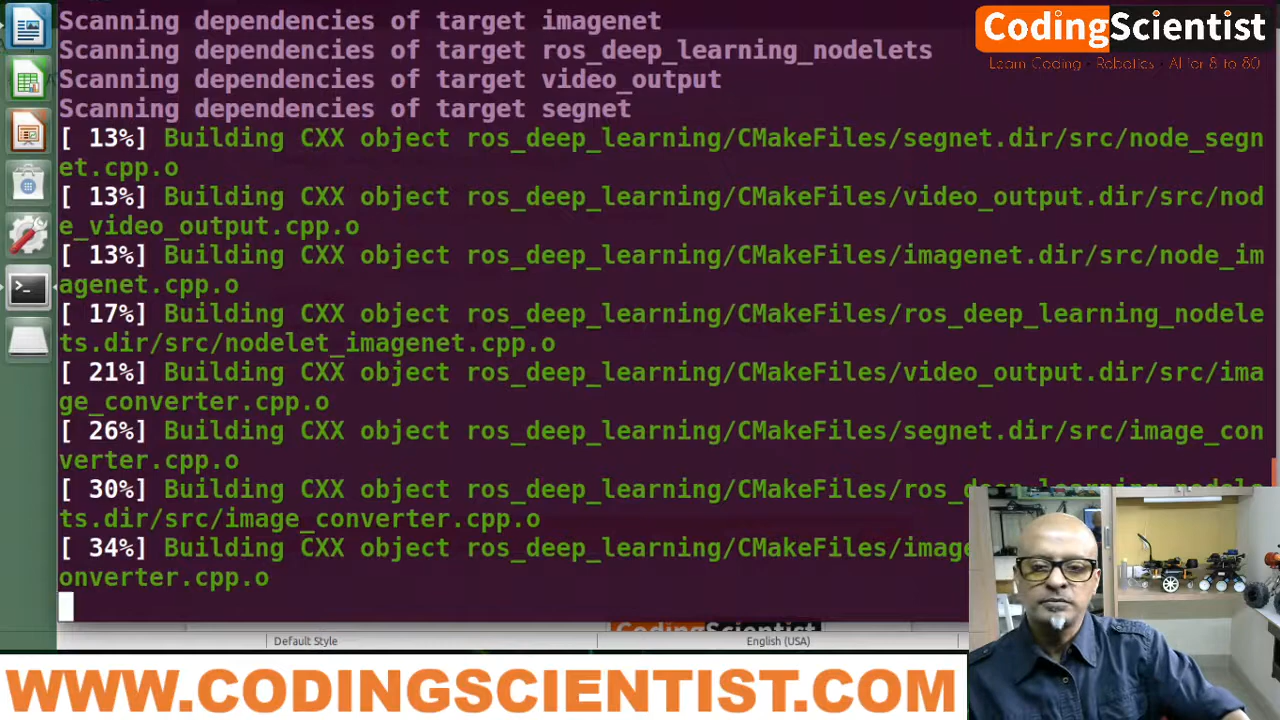 Scanning dependencies of target imagenet
Scanning dependencies of target ros_deep_learning_nodelets
Scanning dependencies of target video_output
Scanning dependencies of target segnet
[ 13%] Building CXX object ros_deep_learning/CMakeFiles/segnet.dir/src/node_segn
et.cpp.o
[ 13%] Building CXX object ros_deep_learning/CMakeFiles/video_output.dir/src/nod
e_video_output.cpp.o
[ 13%] Building CXX object ros_deep_learning/CMakeFiles/imagenet.dir/src/node_im
agenet.cpp.o
[ 17%] Building CXX object ros_deep_learning/CMakeFiles/ros_deep_learning_nodele
ts.dir/src/nodelet_imagenet.cpp.o
[ 21%] Building CXX object ros_deep_learning/CMakeFiles/video_output.dir/src/ima
ge_converter.cpp.o
[ 26%] Building CXX object ros_deep_learning/CMakeFiles/segnet.dir/src/image_con
verter.cpp.o
[ 30%] Building CXX object ros_deep_learning/CMakeFiles/ros_deep_learning_nodele
ts.dir/src/image_converter.cpp.o
[ 34%] Building CXX object ros_deep_learning/CMakeFiles/image
onverter.cpp.o
CodingScientist
Learn Coding · Robotics · AI for 8 to 80
CodingScientist
Default Style
English (USA)
WWW.CODINGSCIENTIST.COM